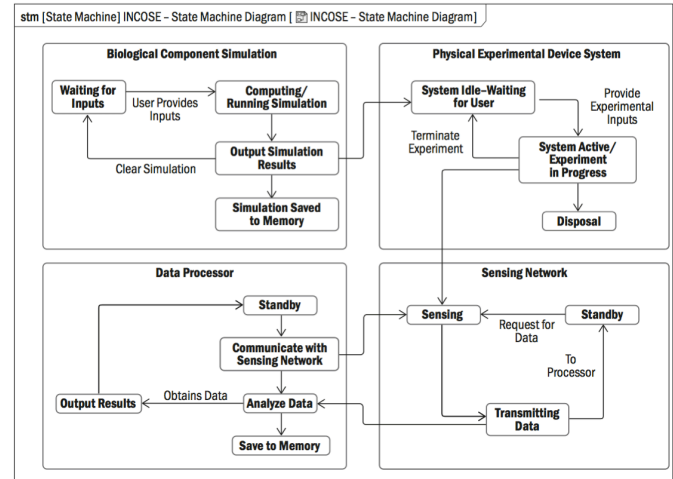 stm [State Machine] INCOSE – State Machine Diagram [ INCOSE – State Machine Diagram]
Biological Component Simulation
Waiting for
Inputs
User Provides
Inputs
Computing/
Running Simulation
Clear Simulation
Output Simulation
Results
Simulation Saved
to Memory
Physical Experimental Device System
System Idle–Waiting
for User
Provide
Experimental
Inputs
Terminate
Experiment
System Active/
Experiment
in Progress
Disposal
Data Processor
Standby
Communicate with
Sensing Network
Output Results
Obtains Data
Analyze Data
Save to Memory
Sensing Network
Sensing
Request for
Data
Standby
To
Processor
Transmitting
Data